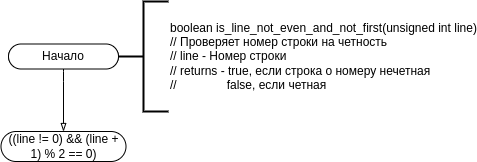 boolean is_line_not_even_and_not_first(unsigned int line)
// Проверяет номер строки на четность
Начало
// line - Номер строки
// returns - true, если строка о номеру нечетная
// false, если четная
((line != 0) && (line +
1) % 2 == 0)